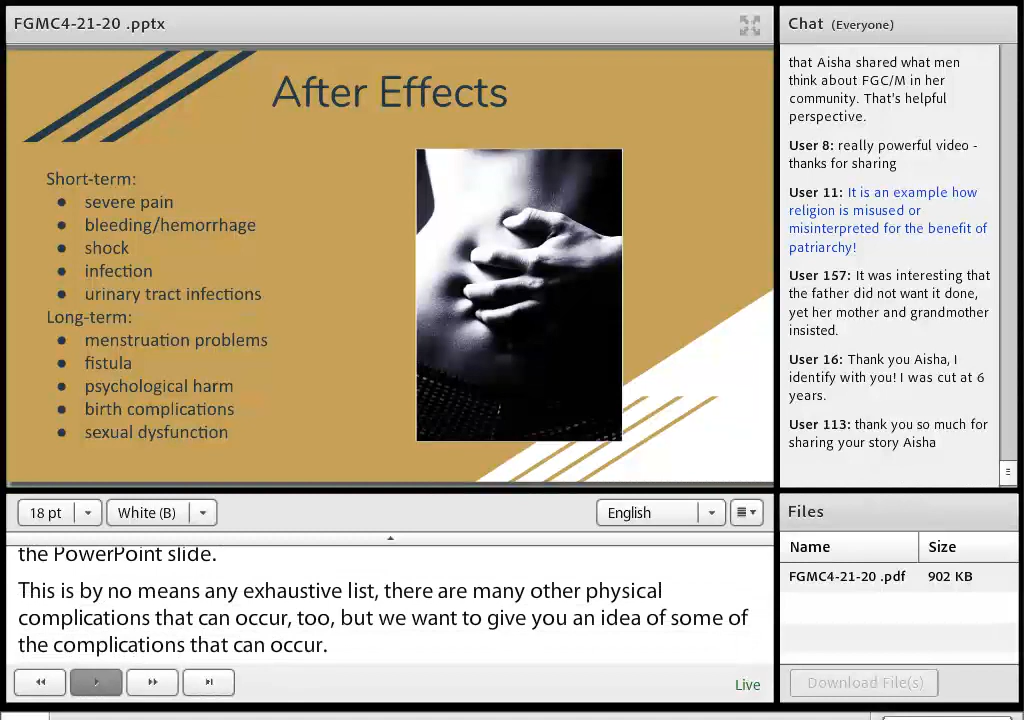 FGMC4-21-20 .pptx
After Effects
Short-term:
● severe pain
● bleeding/hemorrhage
● shock
● infection
● urinary tract infections
Long-term:
● menstruation problems
● fistula
● psychological harm
● birth complications
● sexual dysfunction
Chat (Everyone)
that Aisha shared what men
think about FGC/M in her
community. That's helpful
perspective.
User 8: really powerful video -
thanks for sharing
User 11: It is an example how
religion is misused or
misinterpreted for the benefit of
patriarchy!
User 157: It was interesting that
the father did not want it done,
yet her mother and grandmother
insisted.
User 16: Thank you Aisha, I
identify with you! I was cut at 6
years.
User 113: thank you so much for
sharing your story Aisha
18 pt
White (B)
English
the PowerPoint slide.
This is by no means any exhaustive list, there are many other physical
complications that can occur, too, but we want to give you an idea of some of
the complications that can occur.
Live
Files
Name Size
FGMC4-21-20 .pdf 902 KB
Download File(s)